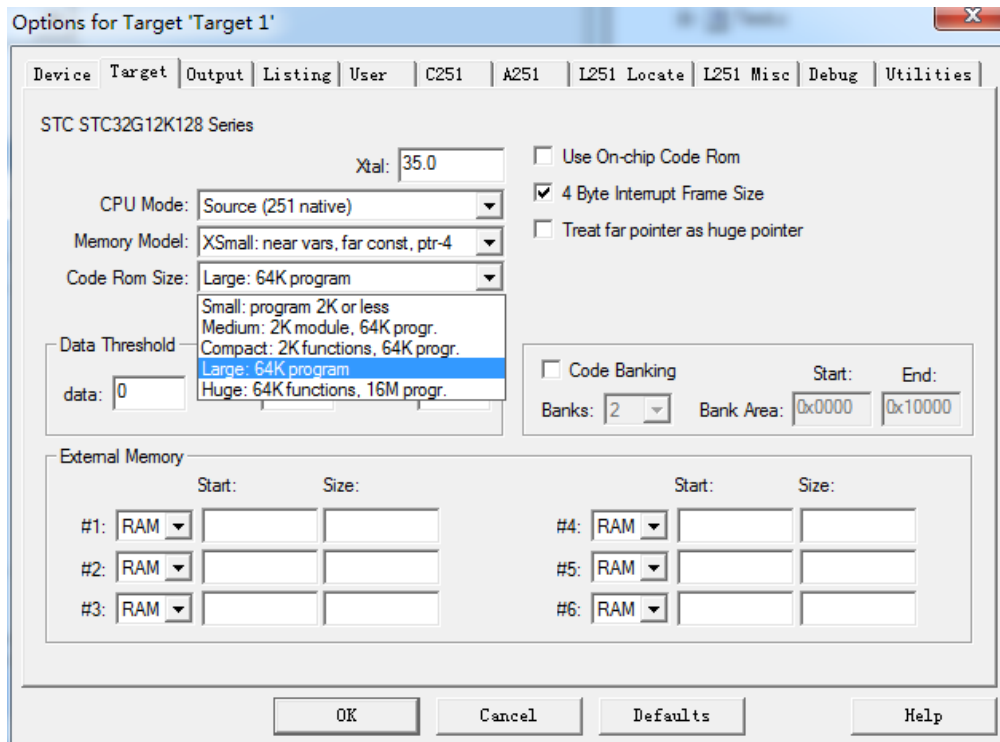 Options for Target 'Target 1'
Device Target Output Listing User C251 A251 L251 Locate L251 Misc Debug Utilities
STC STC32G12K128 Series
Xtal: 35.0
CPU Mode: Source (251 native)
Memory Model: XSmall: near vars, far const, ptr-4
Code Rom Size: Large: 64K program
Small: program 2K or less
Medium: 2K module, 64K progr.
Compact: 2K functions, 64K progr.
Large: 64K program
Huge: 64K functions, 16M progr.
Use On-chip Code Rom
4 Byte Interrupt Frame Size
Treat far pointer as huge pointer
Data Threshold
data: 0
Code Banking Start: End:
Banks: 2 Bank Area: 0x0000 0x10000
External Memory
Start: Size: Start: Size:
#1: RAM #4: RAM
#2: RAM #5: RAM
#3: RAM #6: RAM
OK Cancel Defaults Help